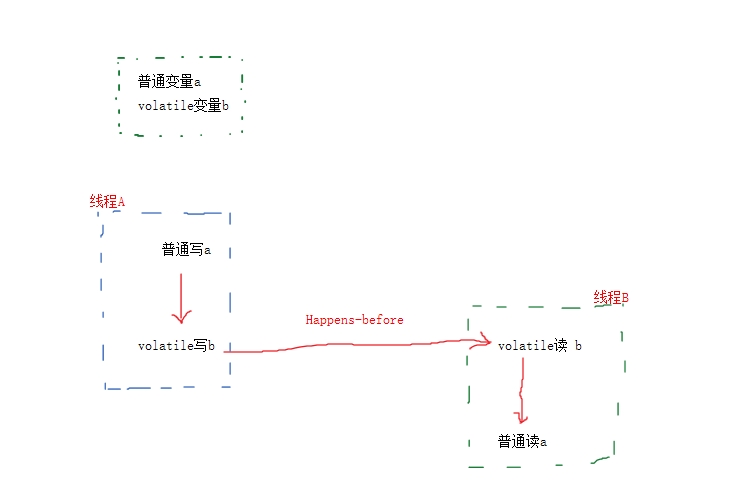 普通变量a
volatile变量b
线程A
普通写a
volatile写b
Happens-before
线程B
volatile读 b
普通读a